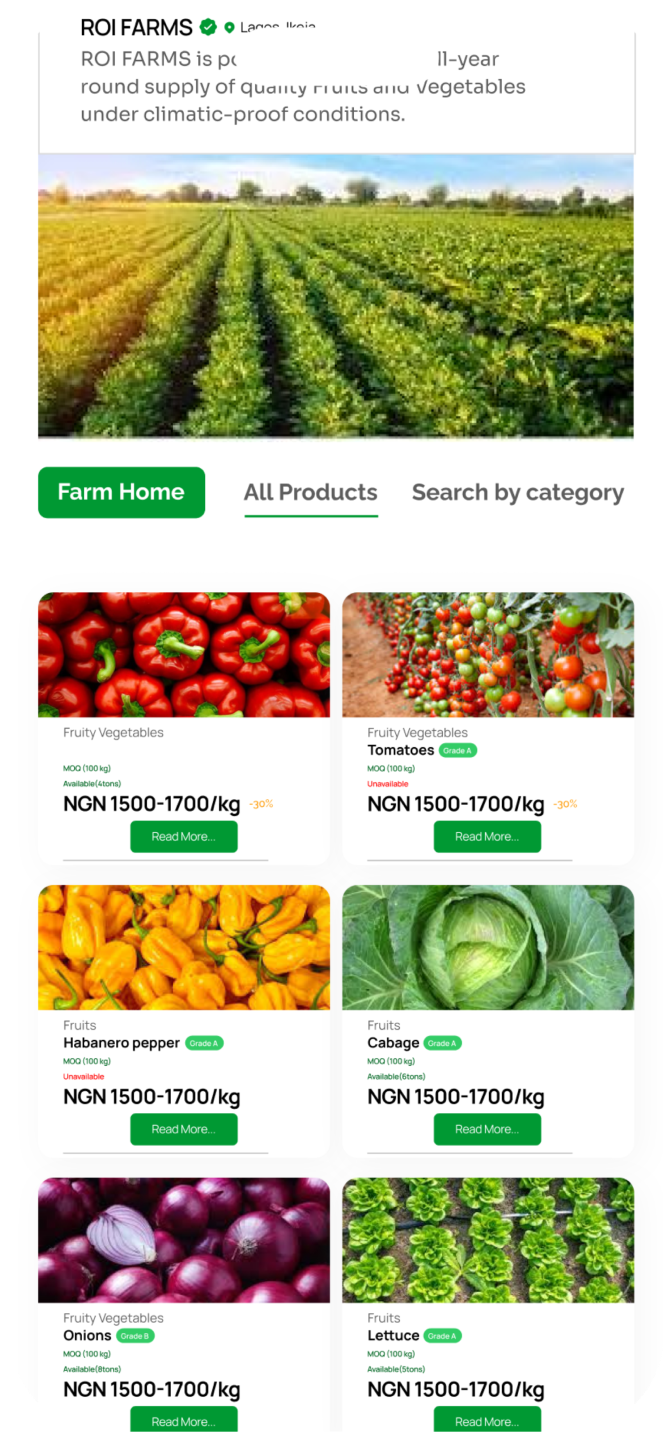 ROI FARMS
ROI FARMS is ll-year
round supply of quality Fruits and Vegetables
under climatic-proof conditions.
Farm Home All Products Search by category
Fruity Vegetables
MOQ (100 kg)
Available(4tons)
NGN 1500-1700/kg -30%
Read More...
Fruity Vegetables
Tomatoes Grade A
MOQ (100 kg)
Unavailable
NGN 1500-1700/kg -30%
Read More...
Fruits
Habanero pepper Grade A
MOQ (100 kg)
Unavailable
NGN 1500-1700/kg
Read More...
Fruits
Cabage Grade A
MOQ (100 kg)
Available(6tons)
NGN 1500-1700/kg
Read More...
Fruity Vegetables
Onions Grade B
MOQ (100 kg)
Available(8tons)
NGN 1500-1700/kg
Read More...
Fruits
Lettuce Grade A
MOQ (100 kg)
Available(5tons)
NGN 1500-1700/kg
Read More...